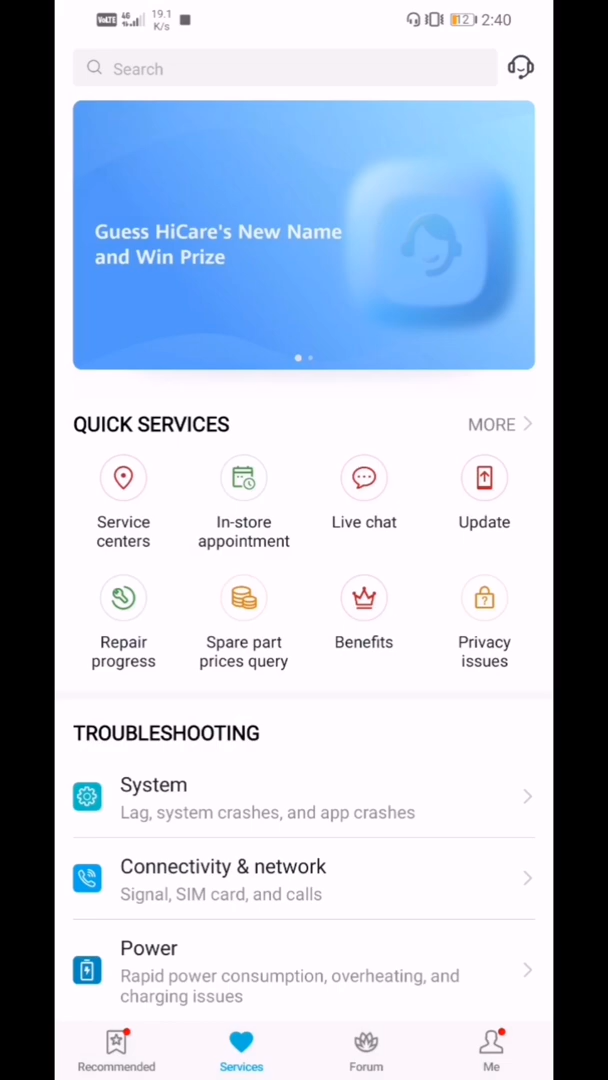 VoLTE 4G 19.1 K/s 12 2:40
Search
Guess HiCare's New Name
and Win Prize
QUICK SERVICES MORE
Service centers
In-store appointment
Live chat
Update
Repair progress
Spare part prices query
Benefits
Privacy issues
TROUBLESHOOTING
System
Lag, system crashes, and app crashes
Connectivity & network
Signal, SIM card, and calls
Power
Rapid power consumption, overheating, and
charging issues
Recommended Services Forum Me